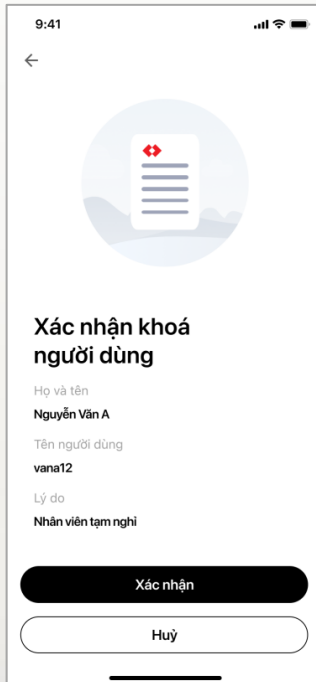 9:41
Xác nhận khoá
người dùng
Họ và tên
Nguyễn Văn A
Tên người dùng
vana12
Lý do
Nhân viên tạm nghỉ
Xác nhận
Huỷ